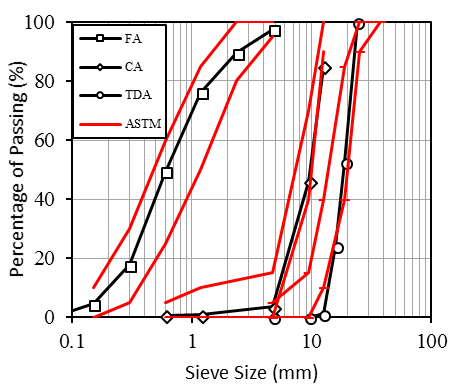 100
80
60
40
20
0
Percentage of Passing (%)
FA
CA
TDA
ASTM
0.1 1 10 100
Sieve Size (mm)